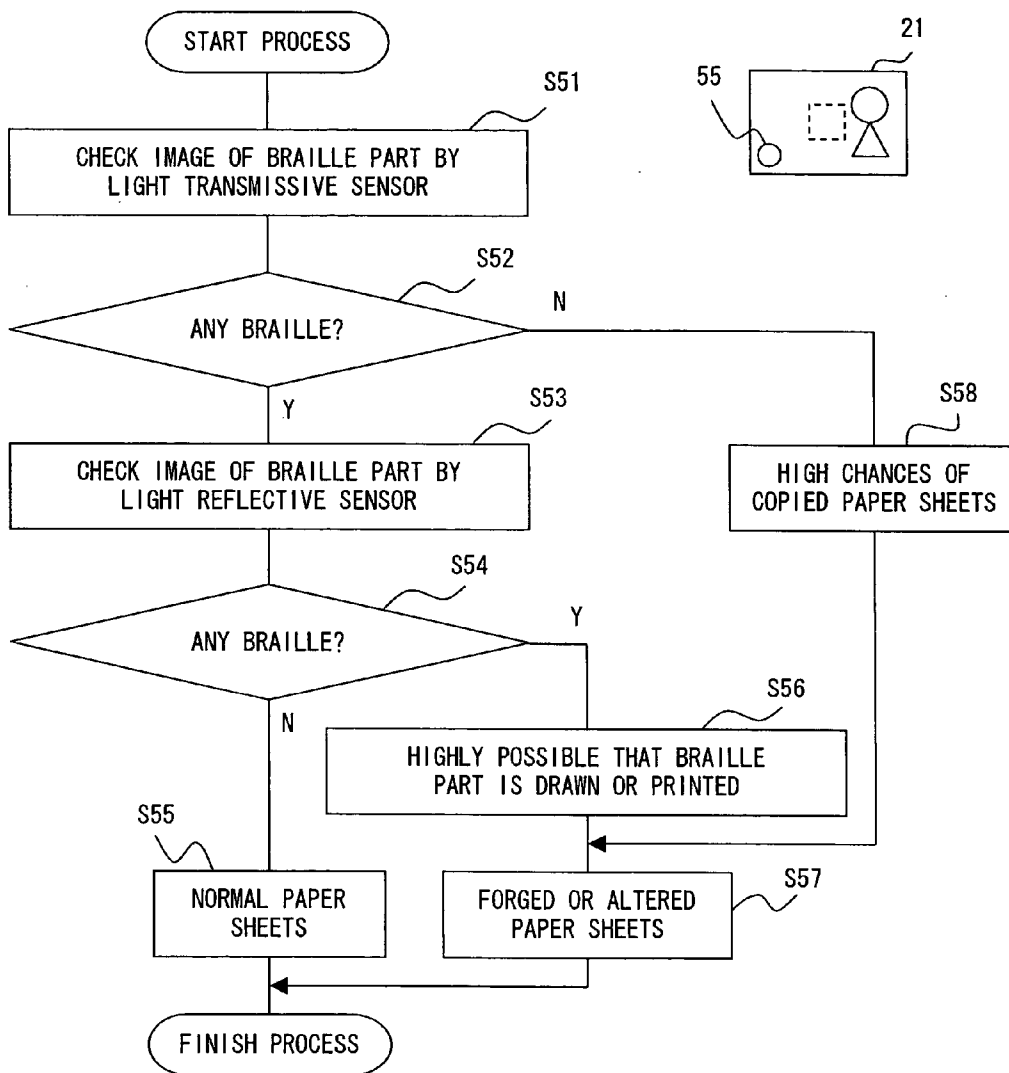 START PROCESS
21
55
S51
CHECK IMAGE OF BRAILLE PART BY
LIGHT TRANSMISSIVE SENSOR
S52
ANY BRAILLE?
N
Y
S53
CHECK IMAGE OF BRAILLE PART BY
LIGHT REFLECTIVE SENSOR
S58
HIGH CHANCES OF
COPIED PAPER SHEETS
S54
ANY BRAILLE?
Y
N
S56
HIGHLY POSSIBLE THAT BRAILLE
PART IS DRAWN OR PRINTED
S55
NORMAL PAPER
SHEETS
S57
FORGED OR ALTERED
PAPER SHEETS
FINISH PROCESS